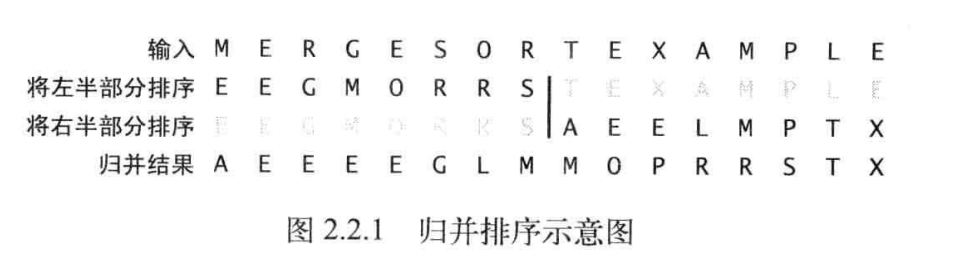 输入 M E R G E S O R T E X A M P L E
将左半部分排序 E E G M O R R S T E X A M P L E
将右半部分排序 E E G M O R R S A E E L M P T X
归并结果 A E E E E G L M M O P R R S T X
图 2.2.1 归并排序示意图